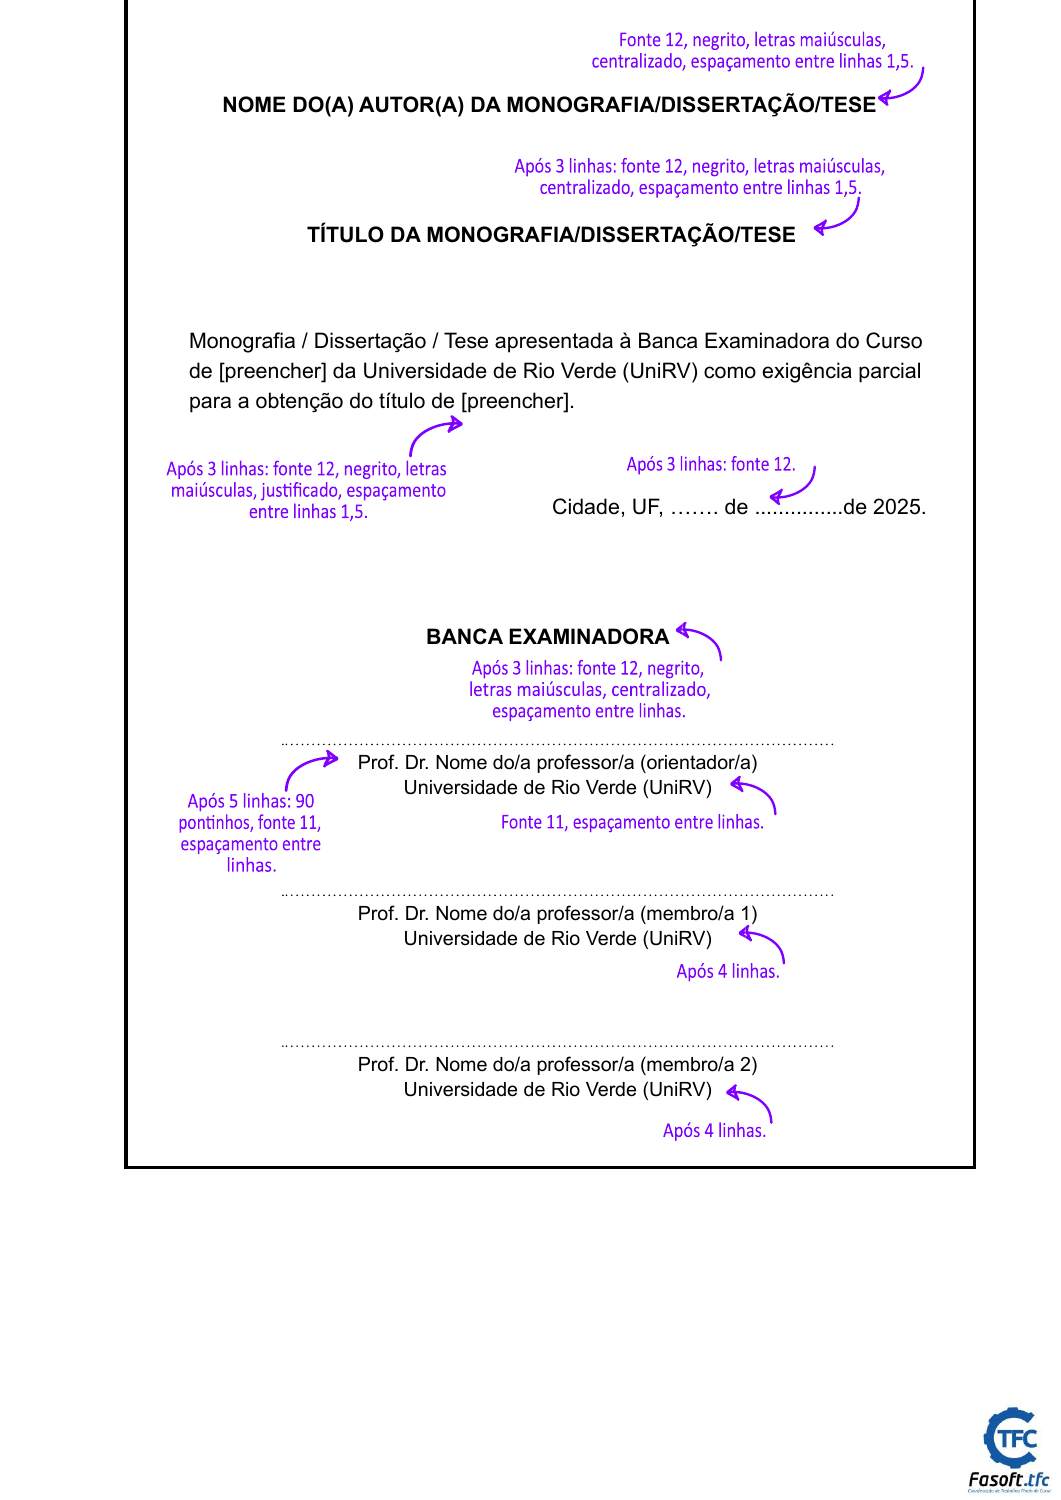 Fonte 12, negrito, letras maiúsculas,
centralizado, espaçamento entre linhas 1,5.
NOME DO(A) AUTOR(A) DA MONOGRAFIA/DISSERTAÇÃO/TESE
Após 3 linhas: fonte 12, negrito, letras maiúsculas,
centralizado, espaçamento entre linhas 1,5.
TÍTULO DA MONOGRAFIA/DISSERTAÇÃO/TESE
Monografia / Dissertação / Tese apresentada à Banca Examinadora do Curso
de [preencher] da Universidade de Rio Verde (UniRV) como exigência parcial
para a obtenção do título de [preencher].
Após 3 linhas: fonte 12, negrito, letras
maiúsculas, justificado, espaçamento
entre linhas 1,5.
Após 3 linhas: fonte 12.
Cidade, UF, ……. de ...............de 2025.
BANCA EXAMINADORA
Após 3 linhas: fonte 12, negrito,
letras maiúsculas, centralizado,
espaçamento entre linhas.
..........................................................................................
Prof. Dr. Nome do/a professor/a (orientador/a)
Universidade de Rio Verde (UniRV)
Após 5 linhas: 90
pontinhos, fonte 11,
espaçamento entre
linhas.
Fonte 11, espaçamento entre linhas.
..........................................................................................
Prof. Dr. Nome do/a professor/a (membro/a 1)
Universidade de Rio Verde (UniRV)
Após 4 linhas.
..........................................................................................
Prof. Dr. Nome do/a professor/a (membro/a 2)
Universidade de Rio Verde (UniRV)
Após 4 linhas.
TFC
Fasoft.tfc
Coordenação de Trabalhos Finais de Curso